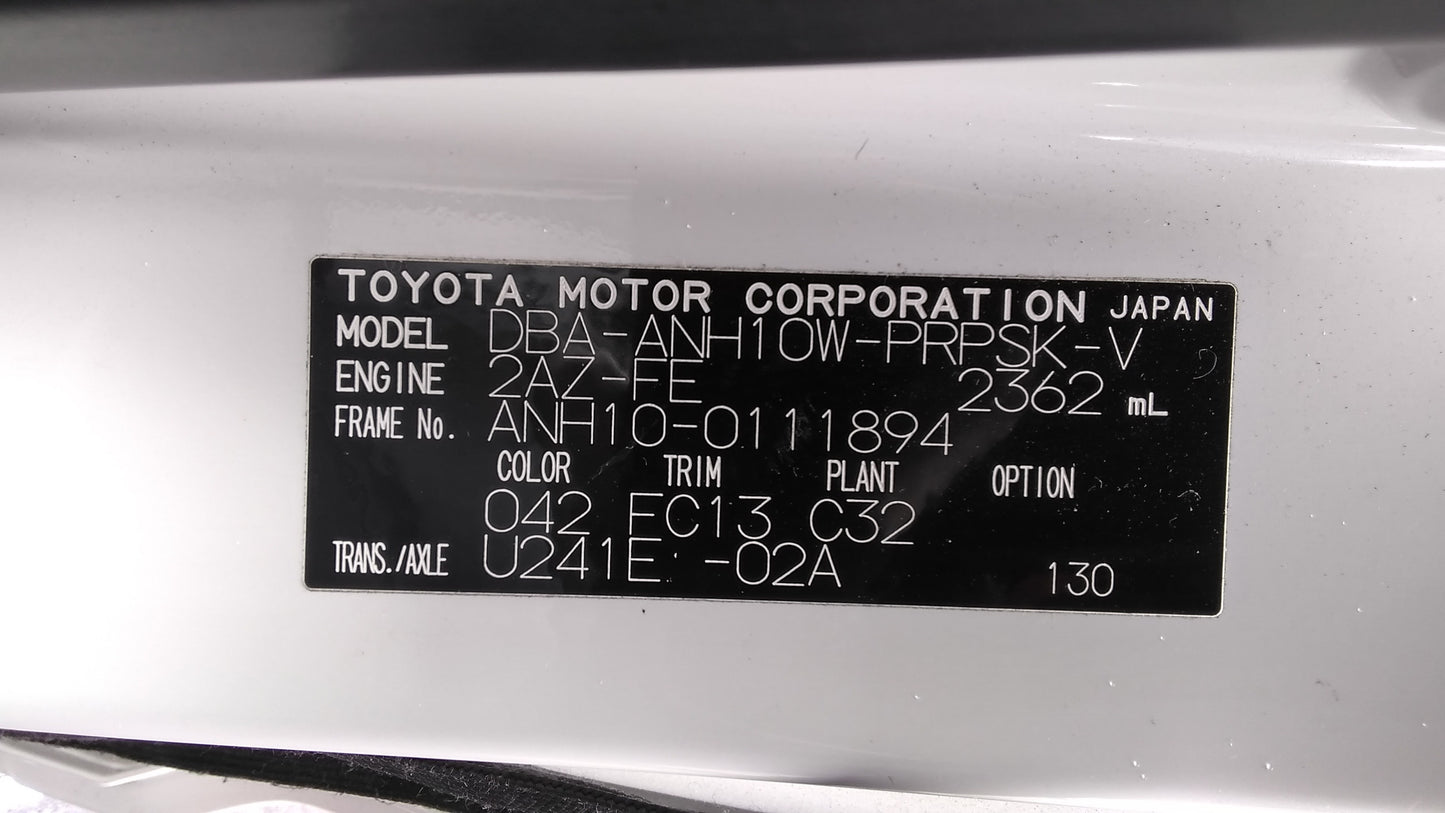 TOYOTA MOTOR CORPORATION JAPAN
MODEL DBA-ANH10W-PRPSK-V
ENGINE 2AZ-FE 2362 mL
FRAME No. ANH10-0111894
COLOR TRIM PLANT OPTION
042 FC13 C32
TRANS./AXLE U241E -02A 130